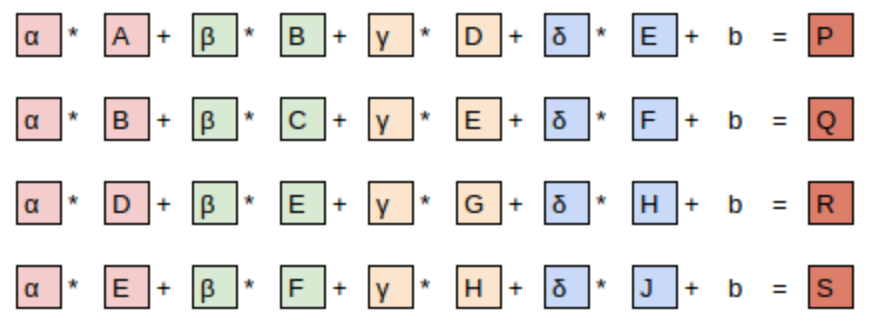 α * A + β * B + γ * D + δ * E + b = P
α * B + β * C + γ * E + δ * F + b = Q
α * D + β * E + γ * G + δ * H + b = R
α * E + β * F + γ * H + δ * J + b = S